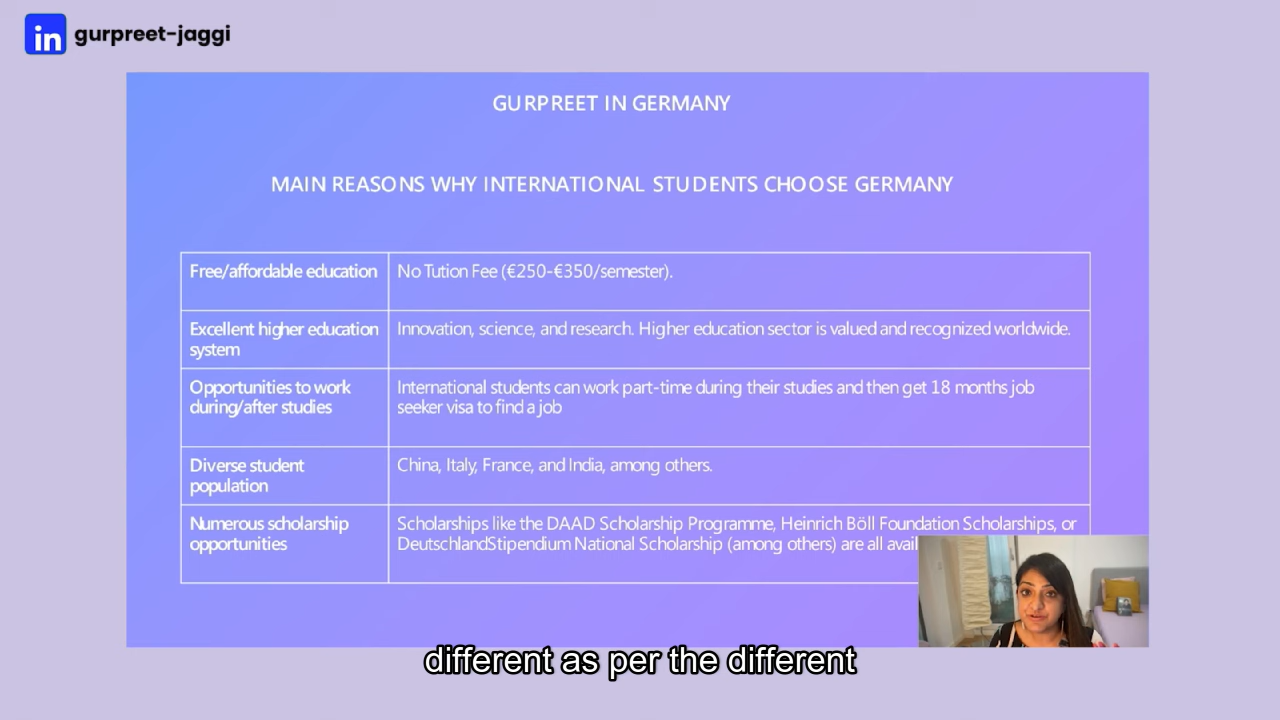 in gurpreet-jaggi
GURPREET IN GERMANY
MAIN REASONS WHY INTERNATIONAL STUDENTS CHOOSE GERMANY
Free/affordable education
No Tution Fee (€250-€350/semester).
Excellent higher education
system
Innovation, science, and research. Higher education sector is valued and recognized worldwide.
Opportunities to work
during/after studies
International students can work part-time during their studies and then get 18 months job
seeker visa to find a job
Diverse student
population
China, Italy, France, and India, among others.
Numerous scholarship
opportunities
Scholarships like the DAAD Scholarship Programme, Heinrich Böll Foundation Scholarships, or
DeutschlandStipendium National Scholarship (among others) are all
different as per the different